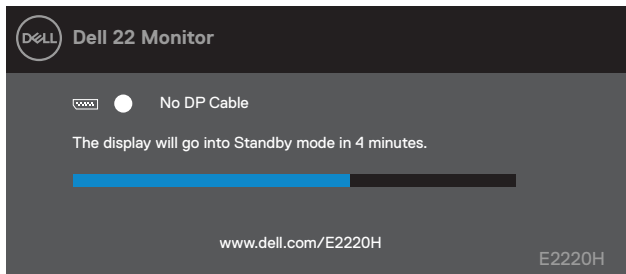 DELL
Dell 22 Monitor
No DP Cable
The display will go into Standby mode in 4 minutes.
www.dell.com/E2220H
E2220H